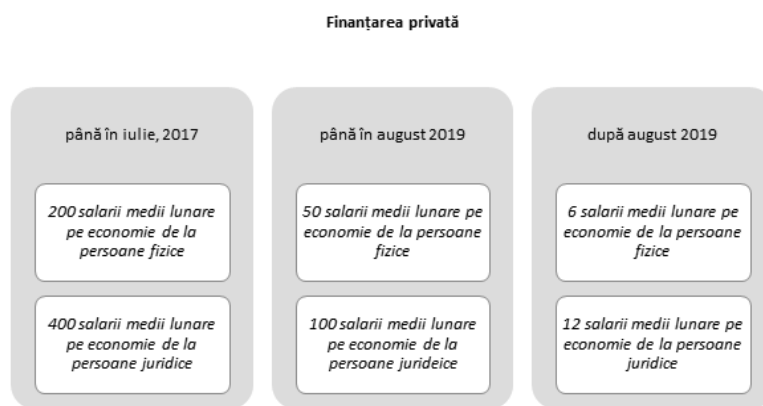 Finanțarea privată
până în iulie, 2017
200 salarii medii lunare
pe economie de la
persoane fizice
400 salarii medii lunare
pe economie de la
persoane juridice
până în august 2019
50 salarii medii lunare pe
economie de la persoane
fizice
100 salarii medii lunare
pe economie de la
persoane jurideice
după august 2019
6 salarii medii lunare pe
economie de la persoane
fizice
12 salarii medii lunare pe
economie de la persoane
juridice